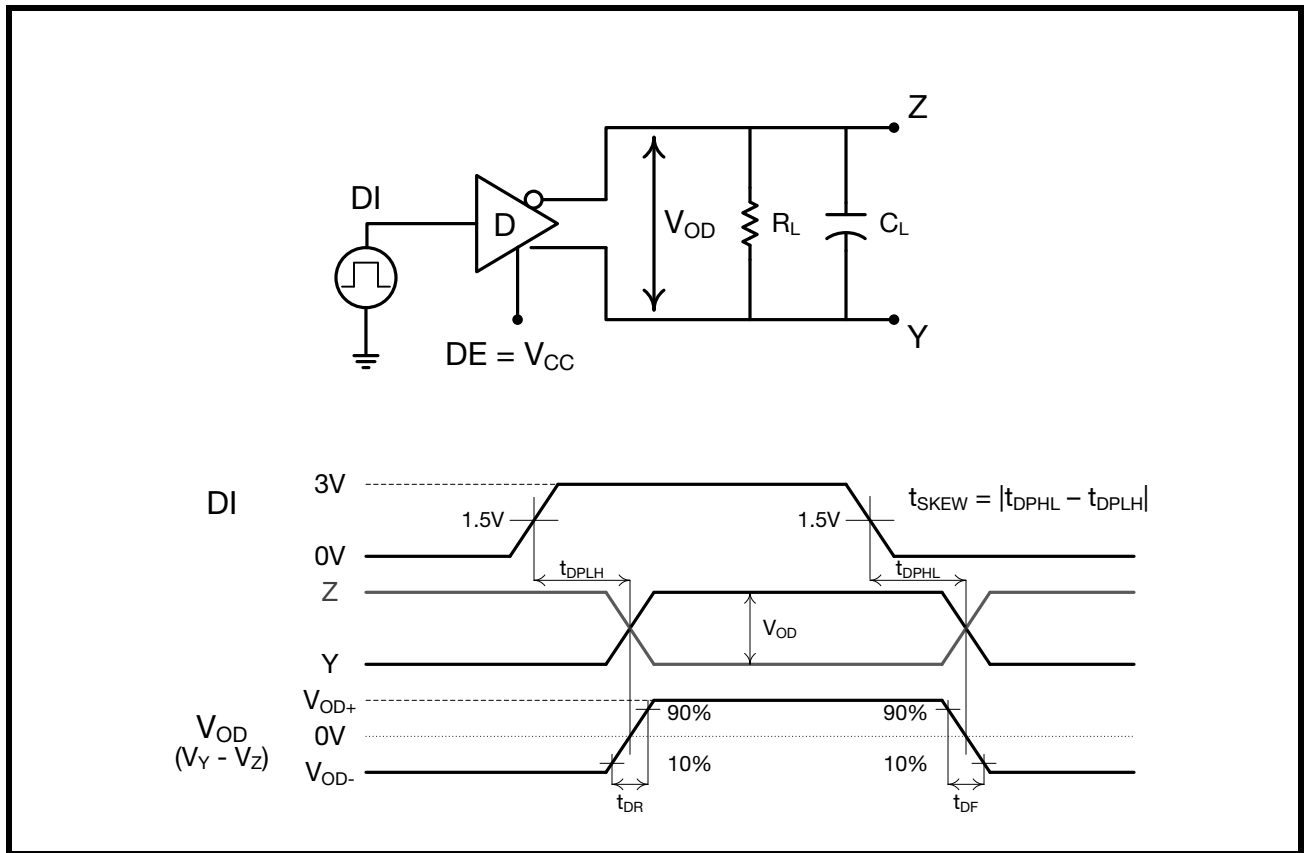 Z
DI
D
V_OD
R_L
C_L
Y
DE = V_CC
3V
DI
1.5V
1.5V
t_SKEW = |t_DPHL – t_DPLH|
0V
t_DPLH
t_DPHL
Z
V_OD
Y
V_OD+
90%
90%
V_OD
0V
(V_Y - V_Z)
10%
10%
V_OD-
t_DR
t_DF